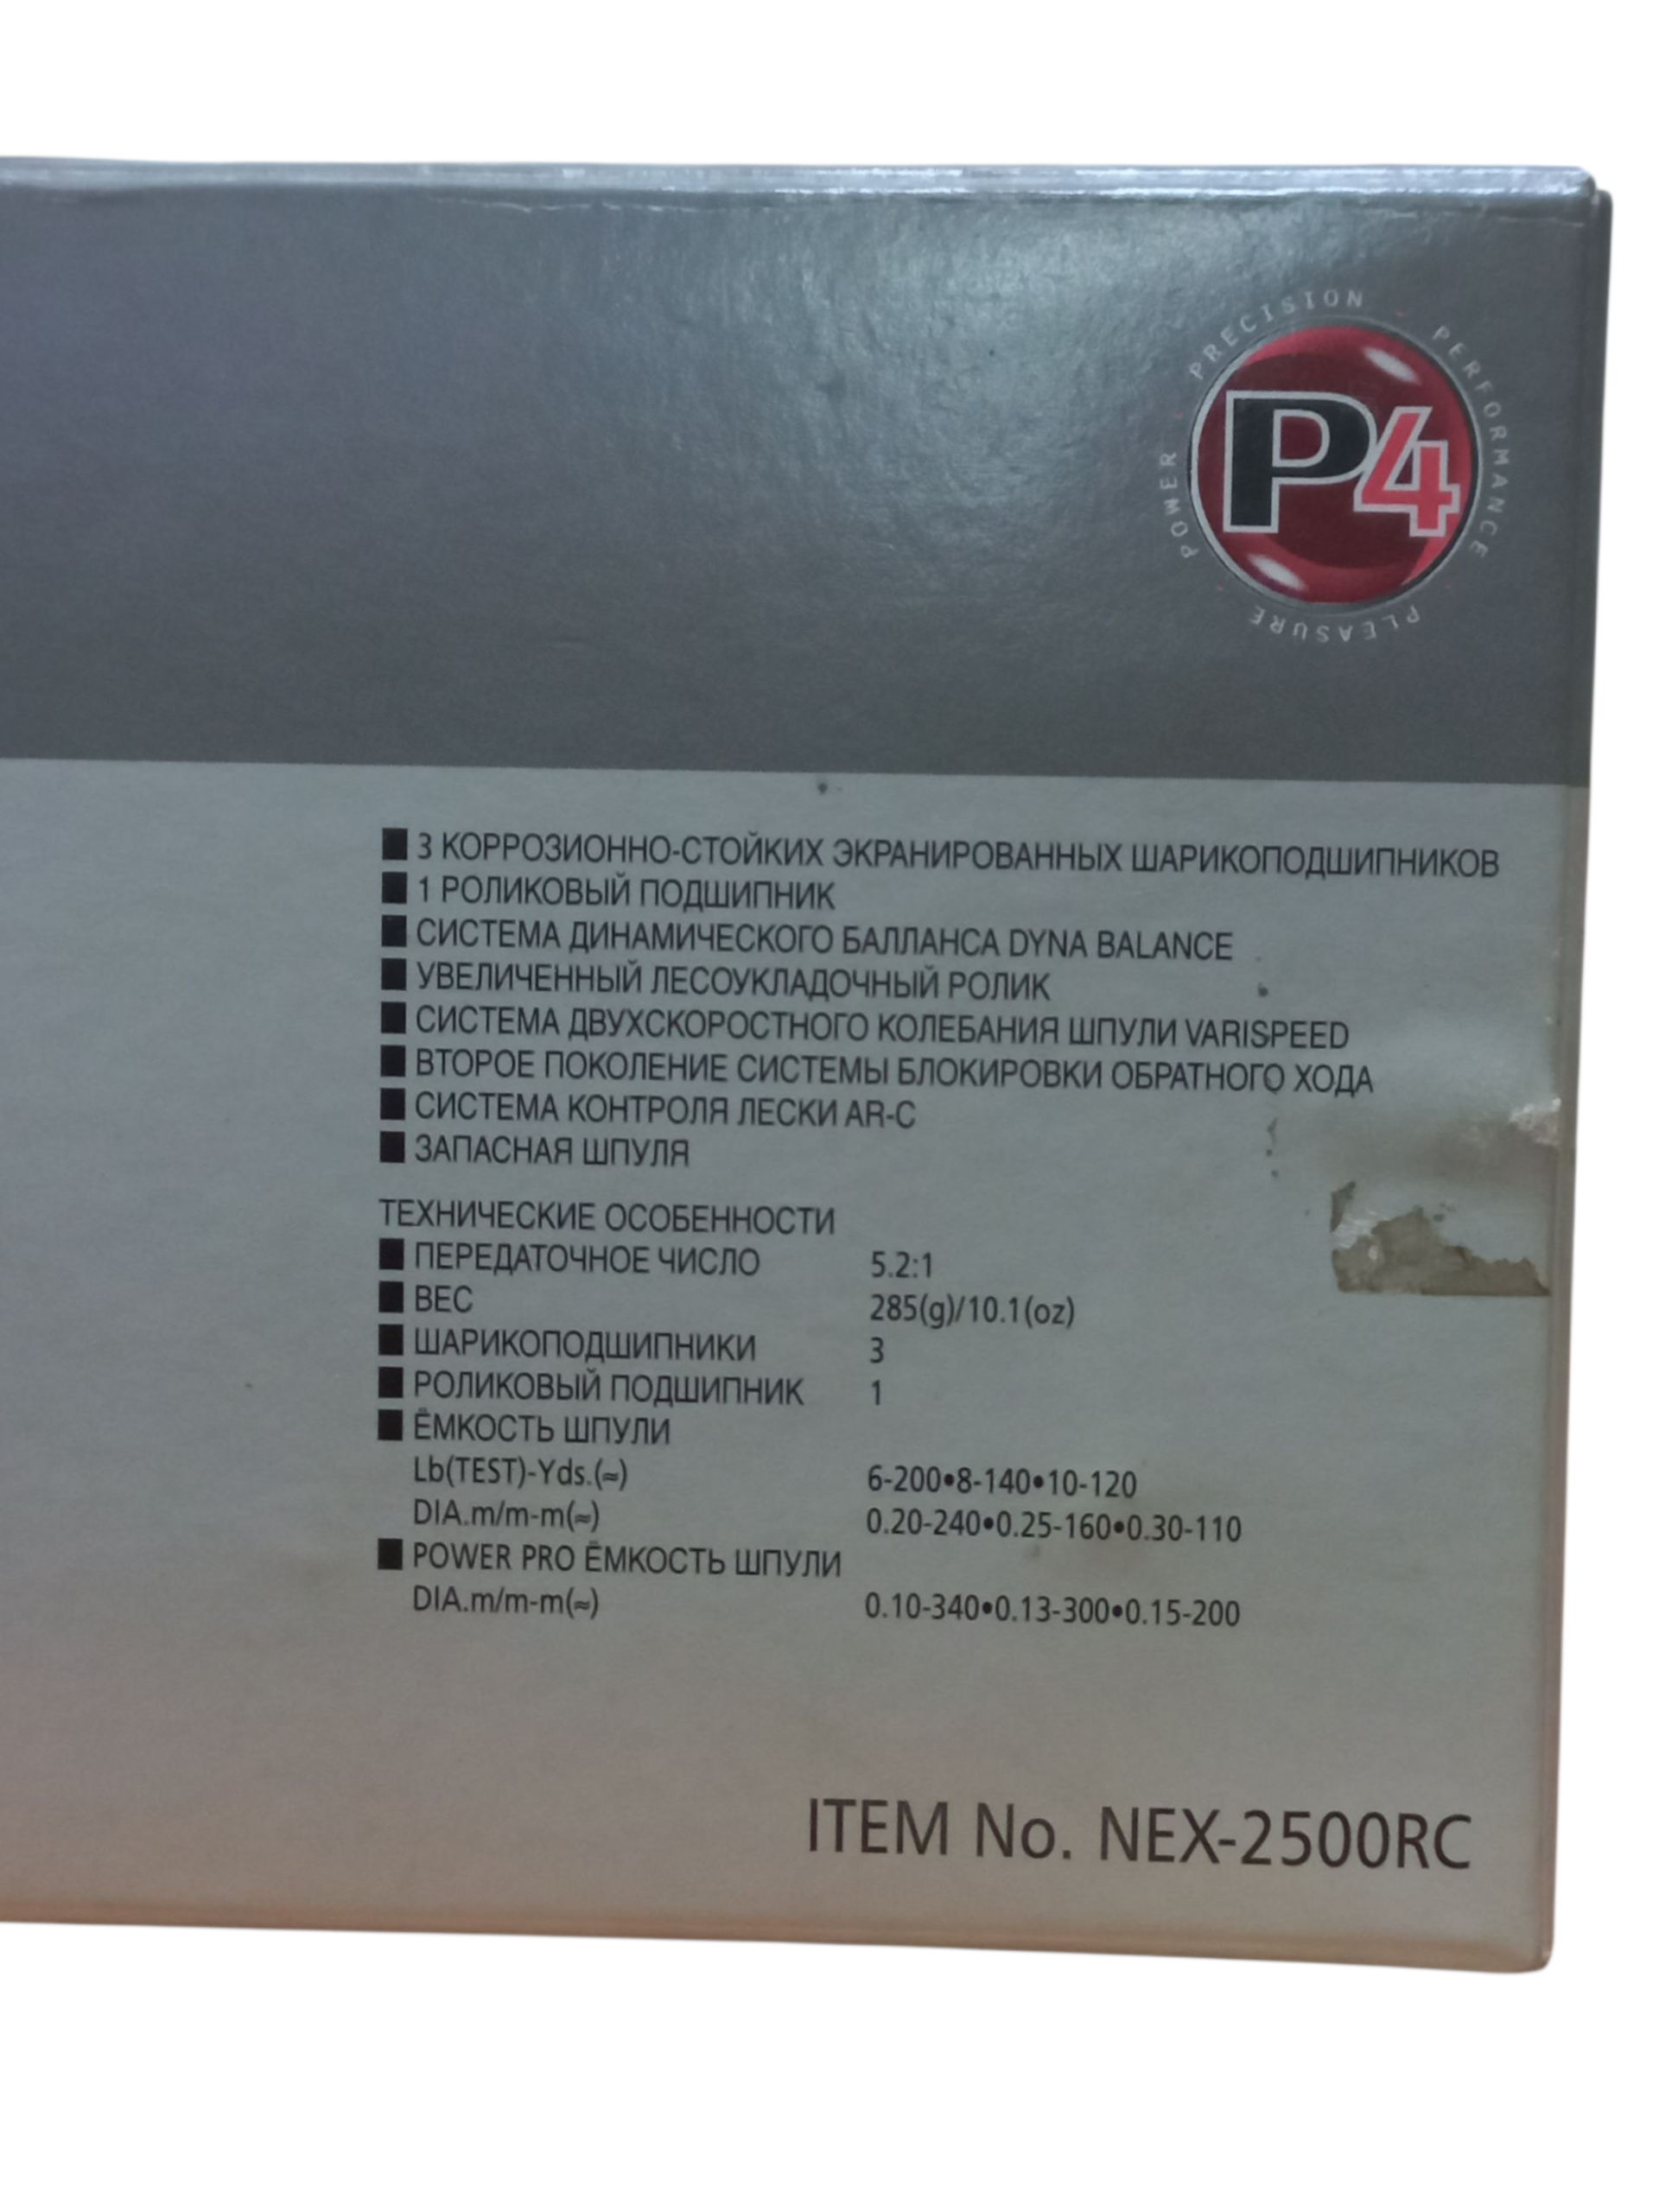 PRECISION
PERFORMANCE
POWER
P4
PLEASURE
■ 3 КОРРОЗИОННО-СТОЙКИХ ЭКРАНИРОВАННЫХ ШАРИКОПОДШИПНИКОВ
■ 1 РОЛИКОВЫЙ ПОДШИПНИК
■ СИСТЕМА ДИНАМИЧЕСКОГО БАЛЛАНСА DYNA BALANCE
■ УВЕЛИЧЕННЫЙ ЛЕСОУКЛАДОЧНЫЙ РОЛИК
■ СИСТЕМА ДВУХСКОРОСТНОГО КОЛЕБАНИЯ ШПУЛИ VARISPEED
■ ВТОРОЕ ПОКОЛЕНИЕ СИСТЕМЫ БЛОКИРОВКИ ОБРАТНОГО ХОДА
■ СИСТЕМА КОНТРОЛЯ ЛЕСКИ AR-C
■ ЗАПАСНАЯ ШПУЛЯ
ТЕХНИЧЕСКИЕ ОСОБЕННОСТИ
■ ПЕРЕДАТОЧНОЕ ЧИСЛО 5.2:1
■ ВЕС 285(g)/10.1(oz)
■ ШАРИКОПОДШИПНИКИ 3
■ РОЛИКОВЫЙ ПОДШИПНИК 1
■ ЁМКОСТЬ ШПУЛИ
Lb(TEST)-Yds.(≈) 6-200•8-140•10-120
DIA.m/m-m(≈) 0.20-240•0.25-160•0.30-110
■ POWER PRO ЁМКОСТЬ ШПУЛИ
DIA.m/m-m(≈) 0.10-340•0.13-300•0.15-200
ITEM No. NEX-2500RC